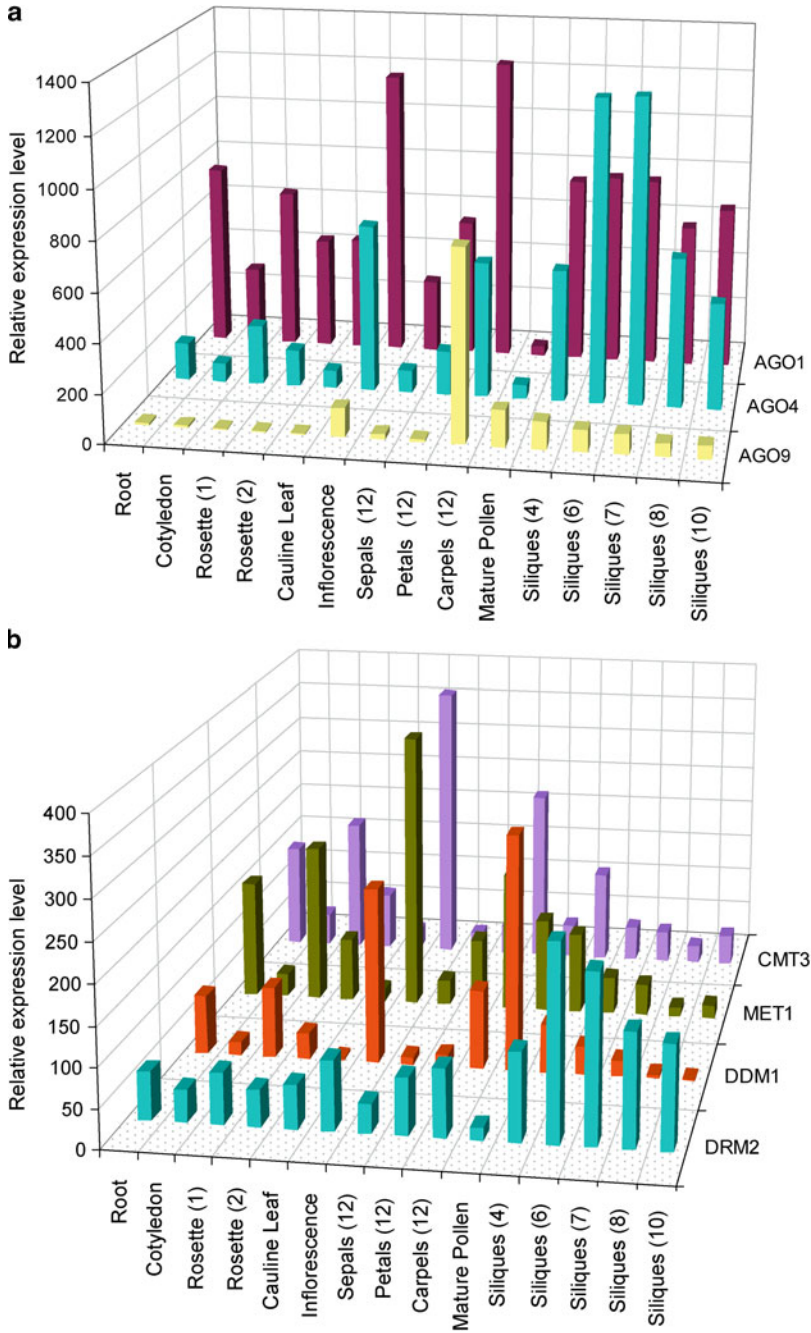 a
Relative expression level
1400
1200
1000
800
600
400
200
0
AGO1
AGO4
AGO9
Root
Cotyledon
Rosette (1)
Rosette (2)
Cauline Leaf
Inflorescence
Sepals (12)
Petals (12)
Carpels (12)
Mature Pollen
Siliques (4)
Siliques (6)
Siliques (7)
Siliques (8)
Siliques (10)
b
Relative expression level
400
350
300
250
200
150
100
50
0
CMT3
MET1
DDM1
DRM2
Root
Cotyledon
Rosette (1)
Rosette (2)
Cauline Leaf
Inflorescence
Sepals (12)
Petals (12)
Carpels (12)
Mature Pollen
Siliques (4)
Siliques (6)
Siliques (7)
Siliques (8)
Siliques (10)